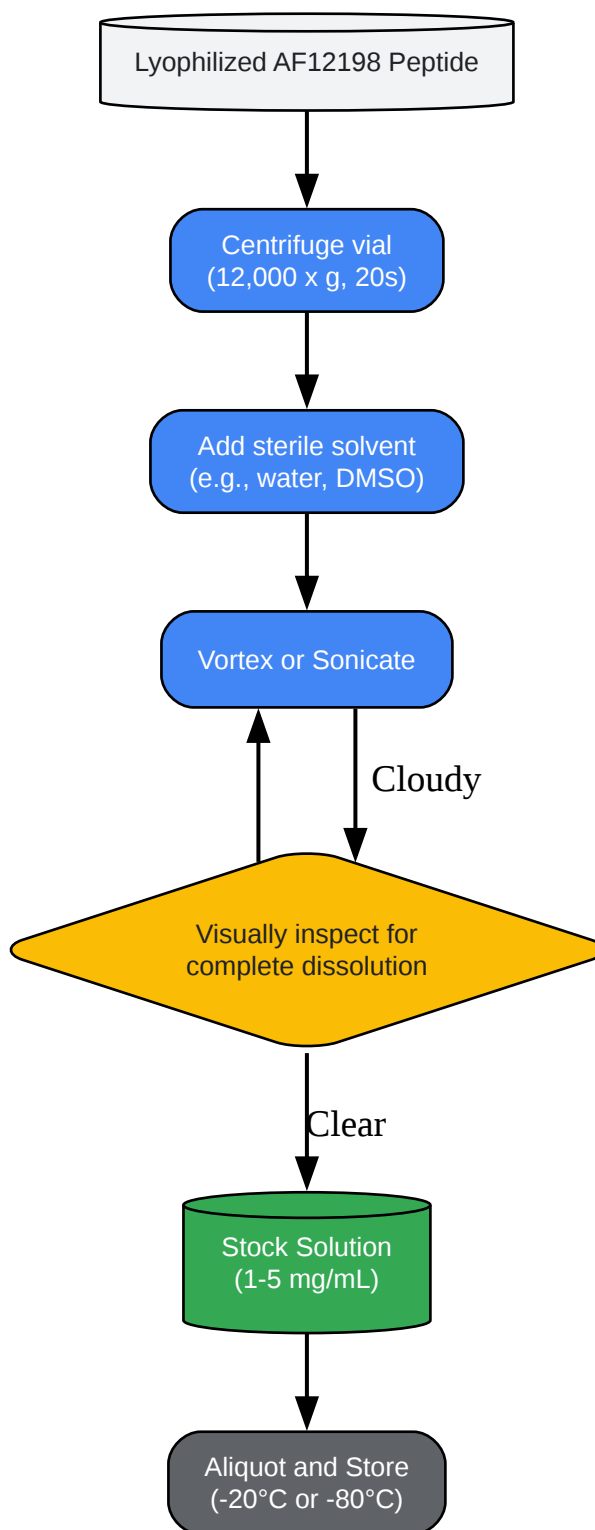 Lyophilized AF12198 Peptide
Centrifuge vial
(12,000 x g, 20s)
Add sterile solvent
(e.g., water, DMSO)
Vortex or Sonicate
Cloudy
Visually inspect for
complete dissolution
Clear
Stock Solution
(1-5 mg/mL)
Aliquot and Store
(-20°C or -80°C)